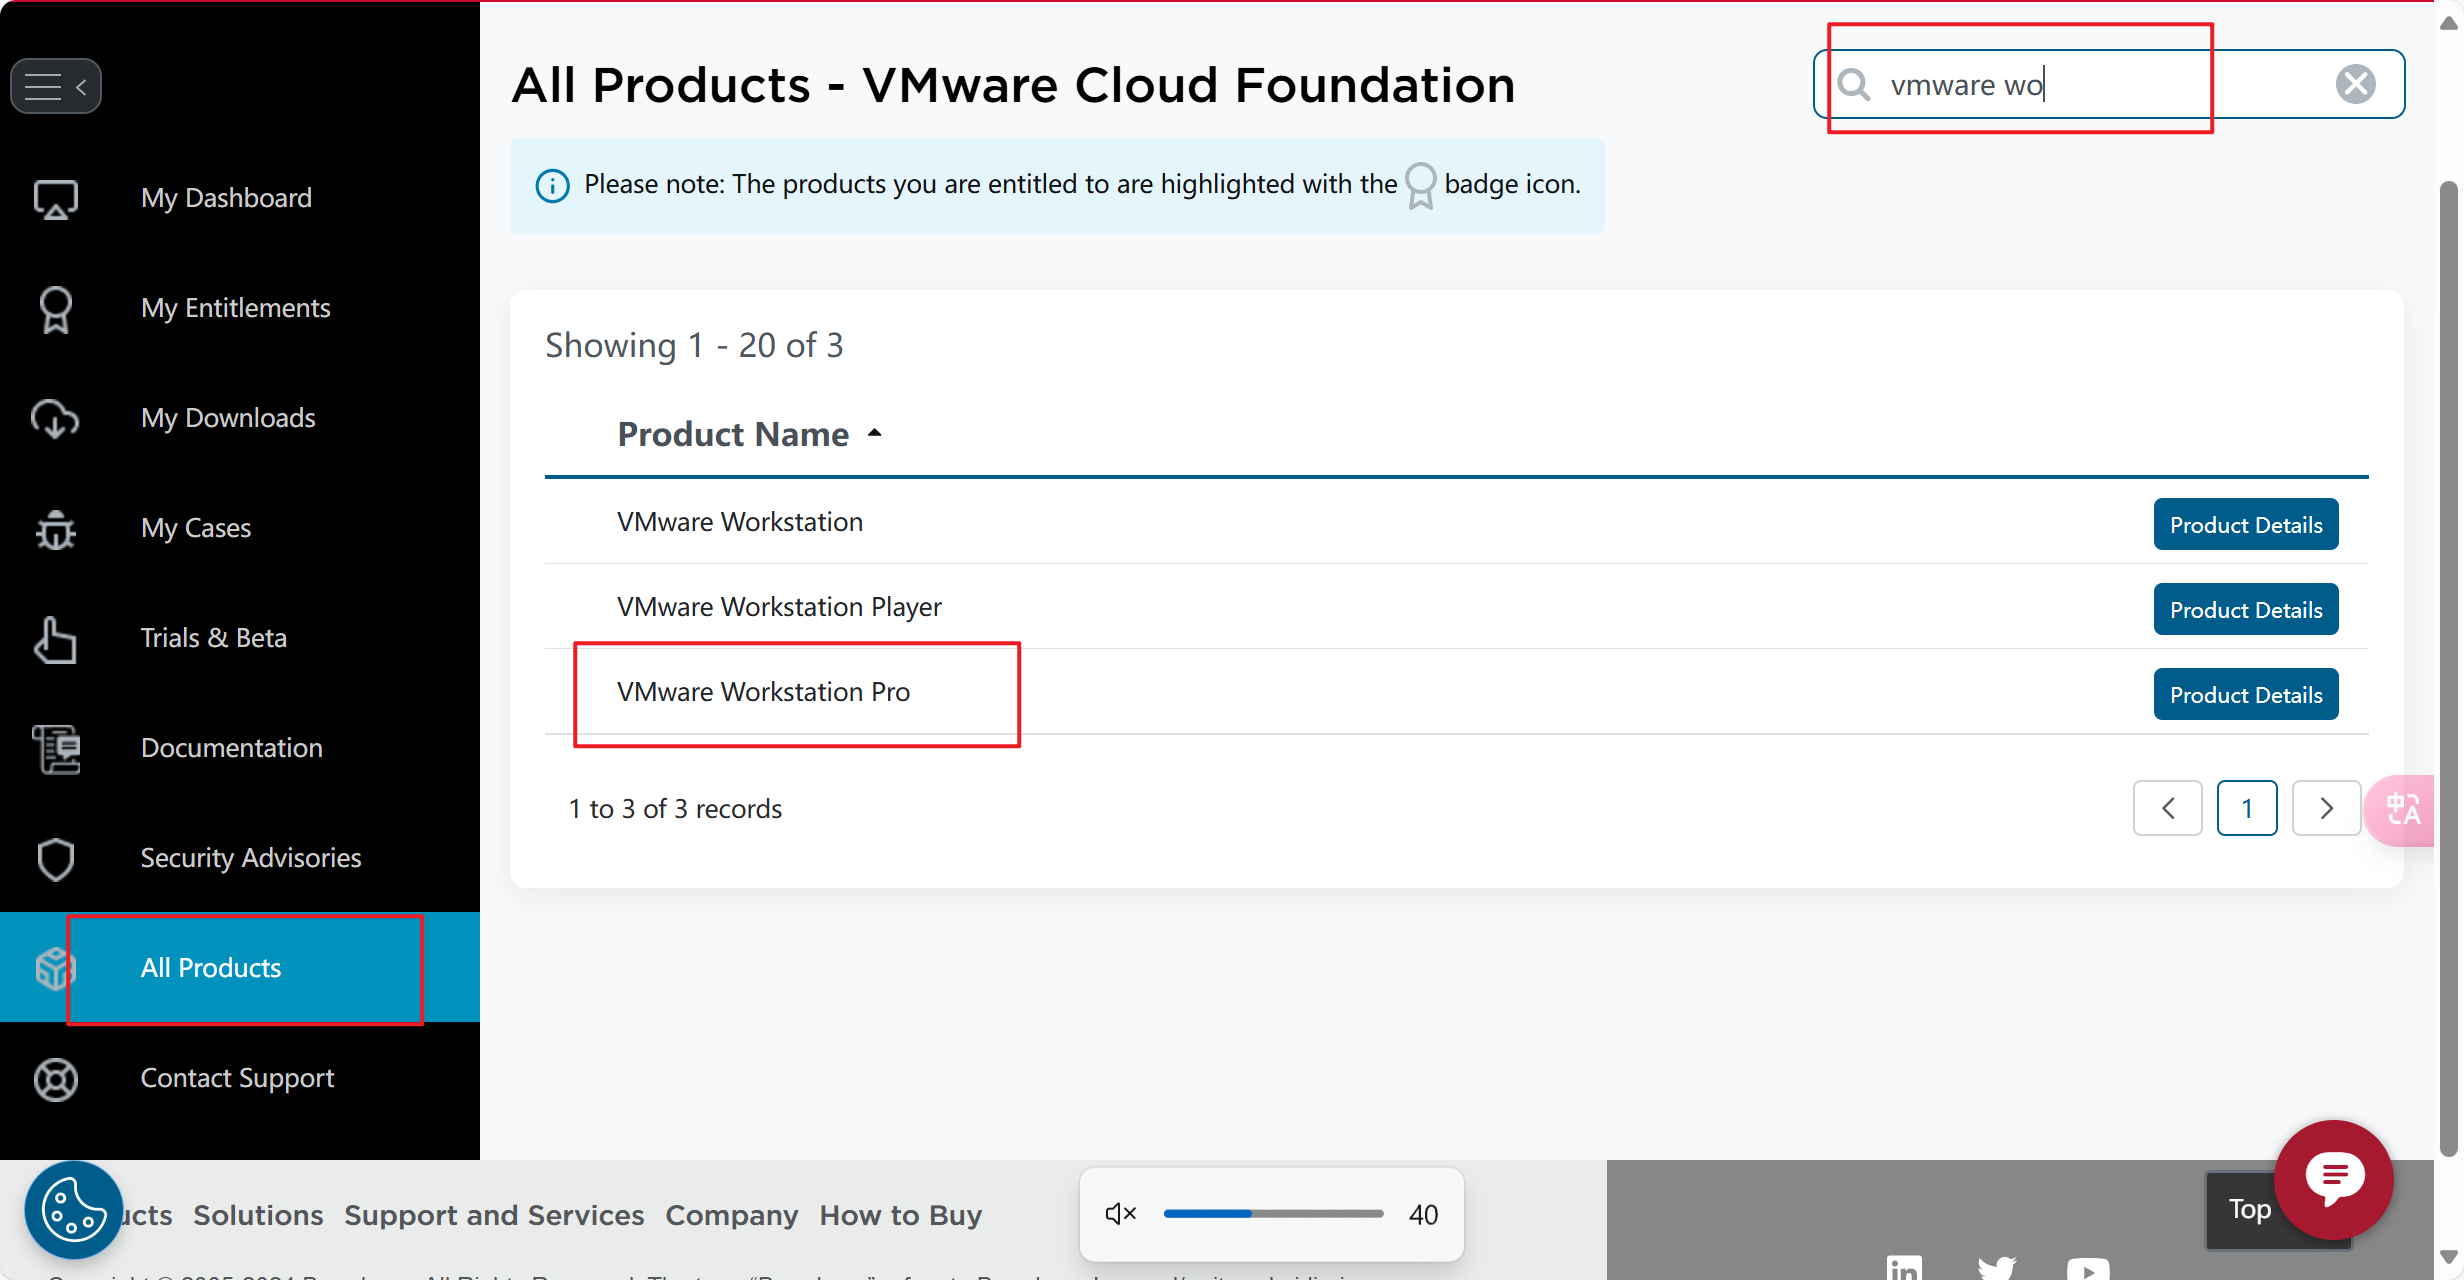 All Products - VMware Cloud Foundation
vmware wo
Please note: The products you are entitled to are highlighted with the badge icon.
My Dashboard
My Entitlements
My Downloads
My Cases
Trials & Beta
Documentation
Security Advisories
All Products
Contact Support
Showing 1 - 20 of 3
Product Name
VMware Workstation
Product Details
VMware Workstation Player
Product Details
VMware Workstation Pro
Product Details
1 to 3 of 3 records
1
中A
ucts Solutions Support and Services Company How to Buy
40
Top
in